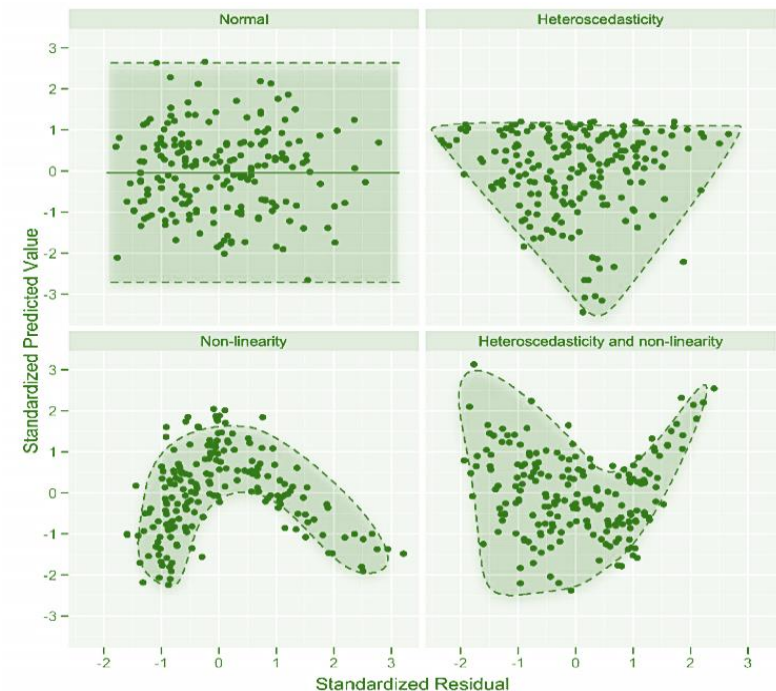 Normal
Heteroscedasticity
3
2
1
0
-1
-2
-3
Standardized Predicted Value
Non-linearity
Heteroscedasticity and non-linearity
3
2
1
0
-1
-2
-3
-2 -1 0 1 2 3
-2 -1 0 1 2 3
Standardized Residual